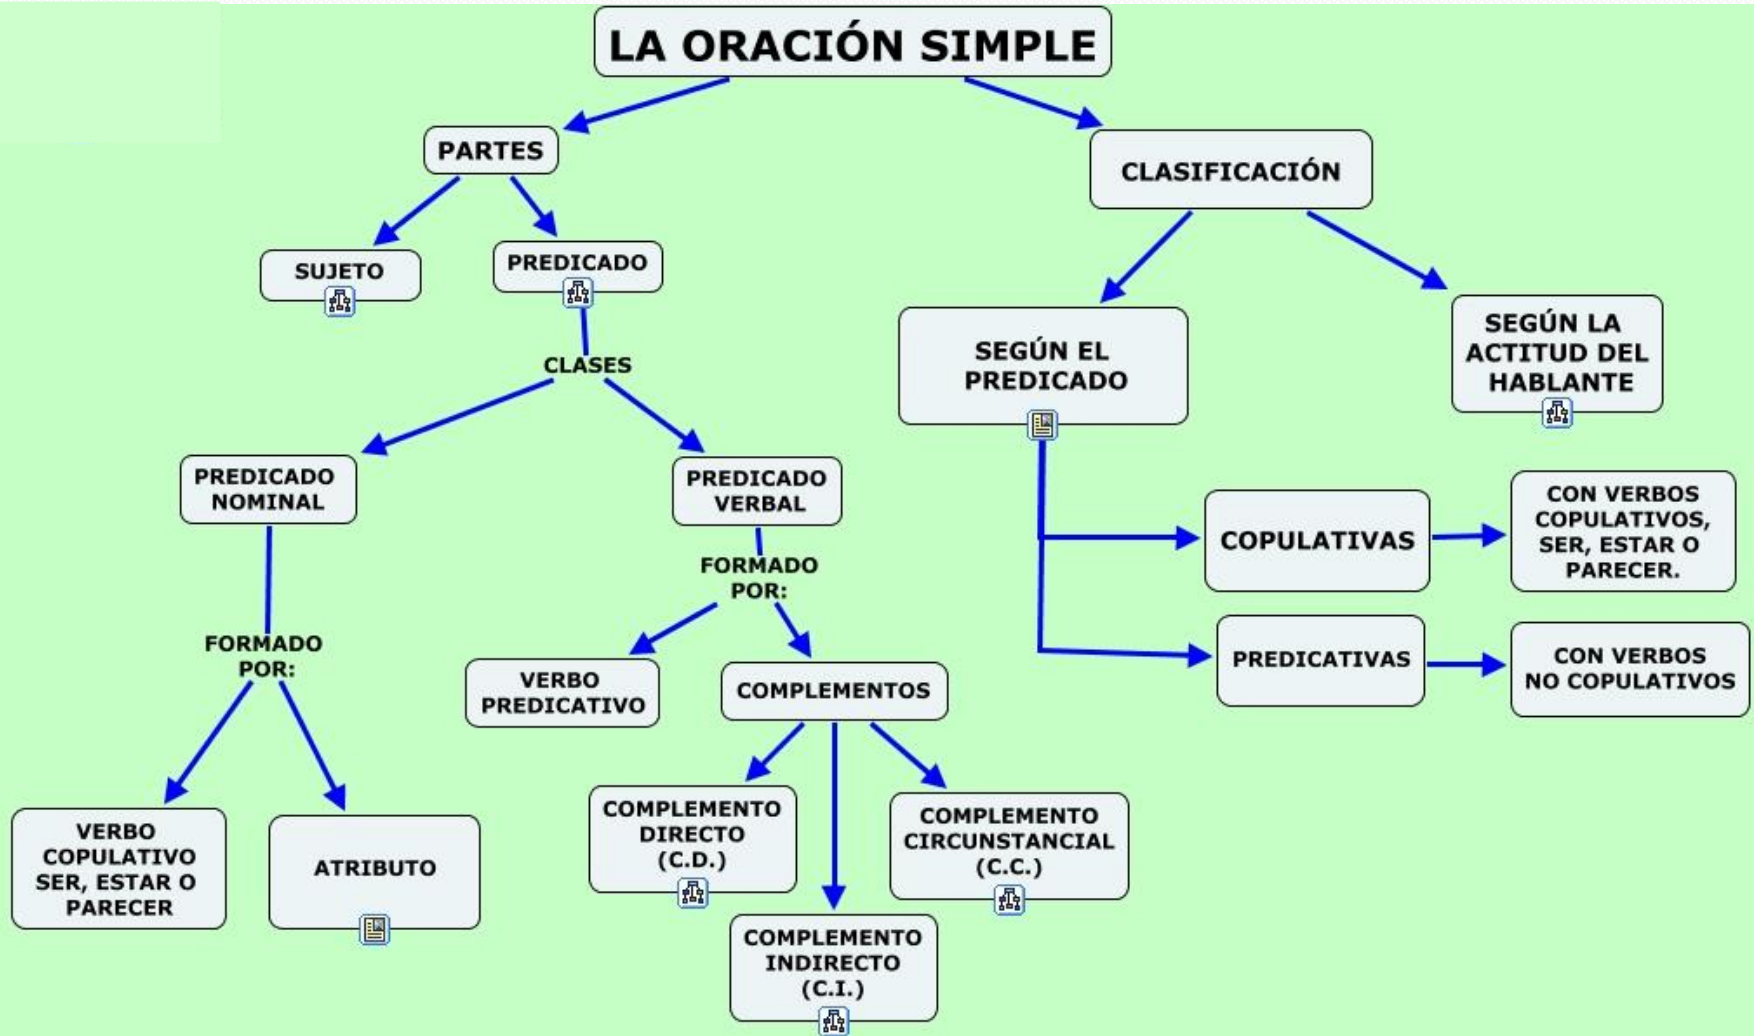 LA ORACIÓN SIMPLE
PARTES
CLASIFICACIÓN
SUJETO
PREDICADO
CLASES
SEGÚN EL
PREDICADO
SEGÚN LA
ACTITUD DEL
HABLANTE
PREDICADO
NOMINAL
PREDICADO
VERBAL
COPULATIVAS
CON VERBOS
COPULATIVOS,
SER, ESTAR O
PARECER.
FORMADO
POR:
FORMADO
POR:
PREDICATIVAS
CON VERBOS
NO COPULATIVOS
VERBO
PREDICATIVO
COMPLEMENTOS
VERBO
COPULATIVO
SER, ESTAR O
PARECER
ATRIBUTO
COMPLEMENTO
DIRECTO
(C.D.)
COMPLEMENTO
CIRCUNSTANCIAL
(C.C.)
COMPLEMENTO
INDIRECTO
(C.I.)